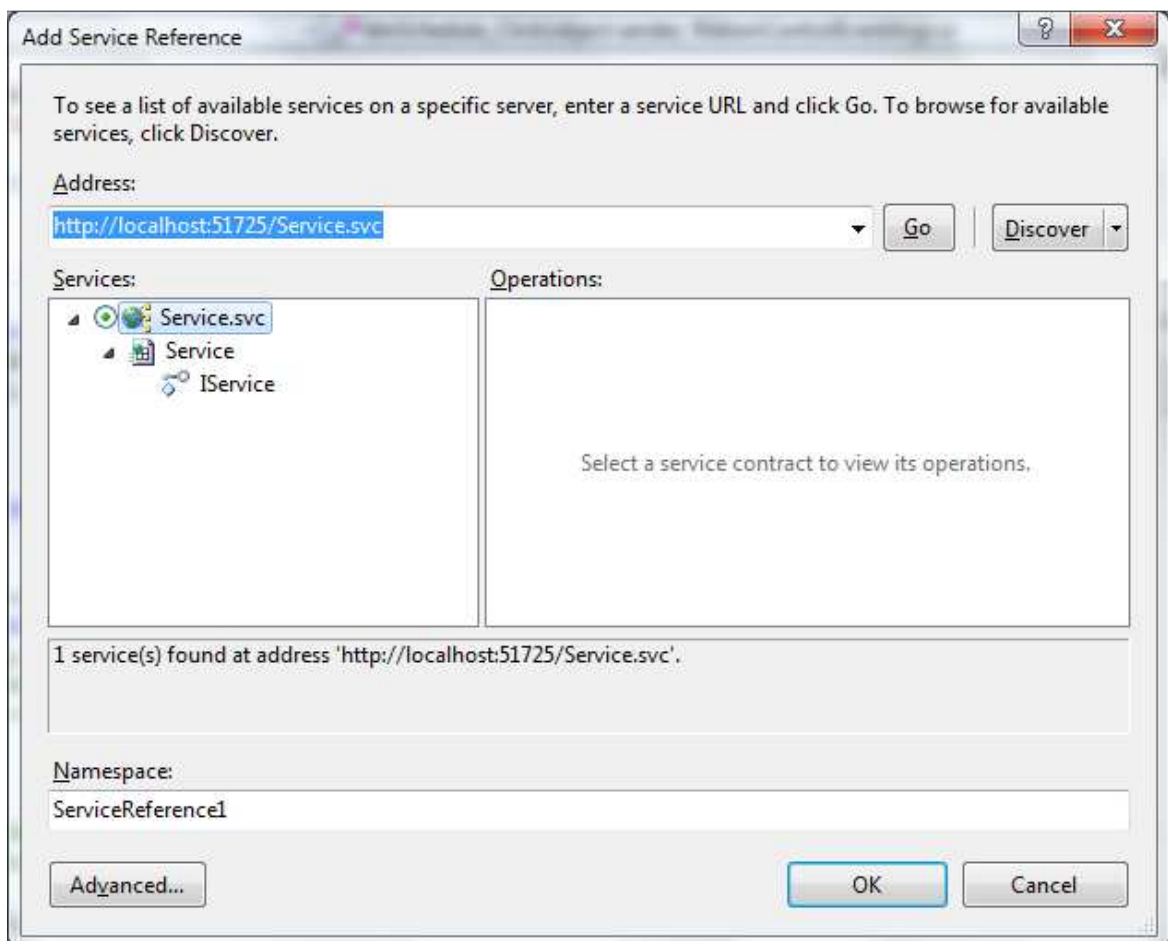 Add Service Reference
To see a list of available services on a specific server, enter a service URL and click Go. To browse for available
services, click Discover.
Address:
http://localhost:51725/Service.svc
Go
Discover
Services:
Operations:
Service.svc
Service
IService
Select a service contract to view its operations.
1 service(s) found at address 'http://localhost:51725/Service.svc'.
Namespace:
ServiceReference1
Advanced...
OK
Cancel